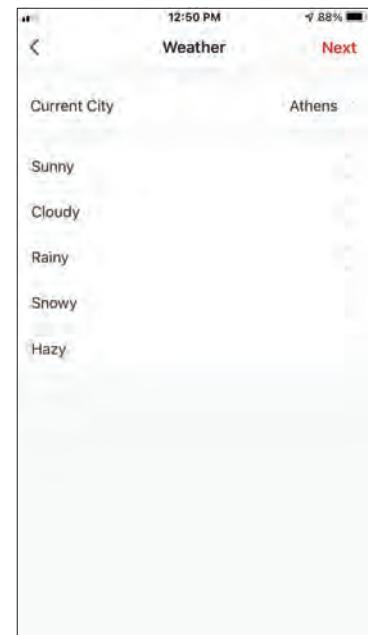 12:50 PM 88%
Weather Next
Current City Athens
Sunny
Cloudy
Rainy
Snowy
Hazy